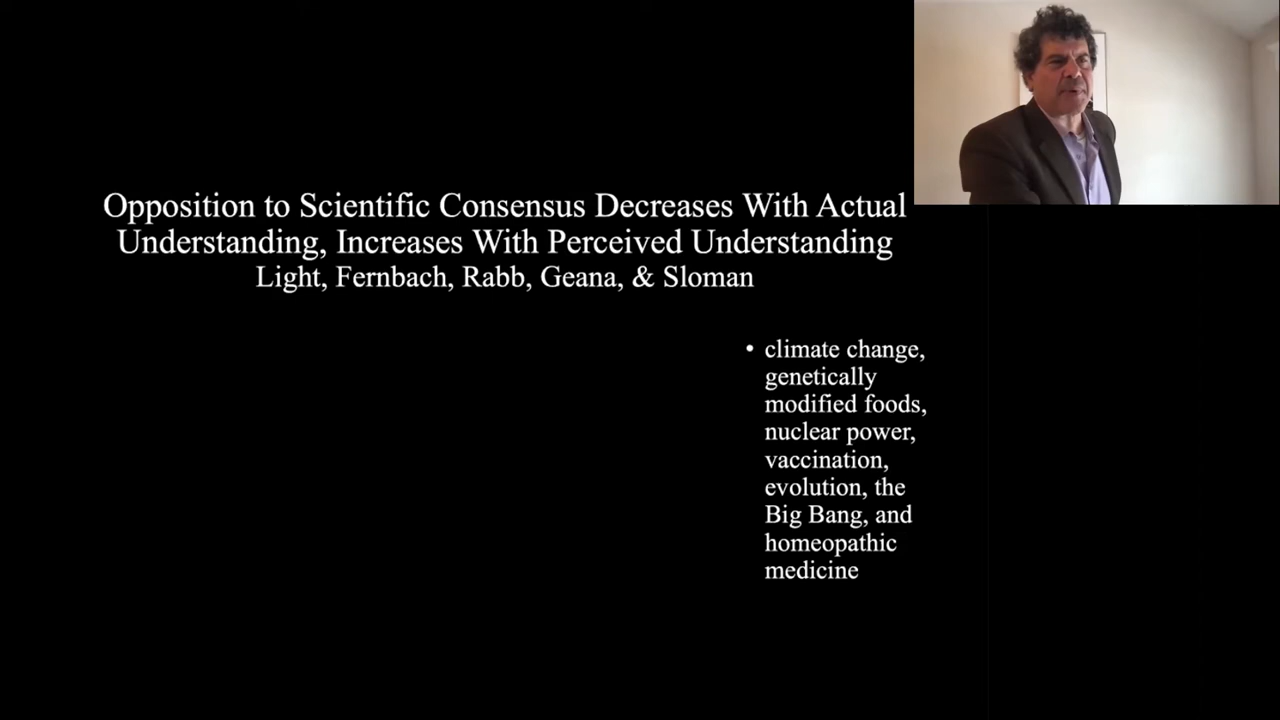 Opposition to Scientific Consensus Decreases With Actual
Understanding, Increases With Perceived Understanding
Light, Fernbach, Rabb, Geana, & Sloman
• climate change,
genetically
modified foods,
nuclear power,
vaccination,
evolution, the
Big Bang, and
homeopathic
medicine